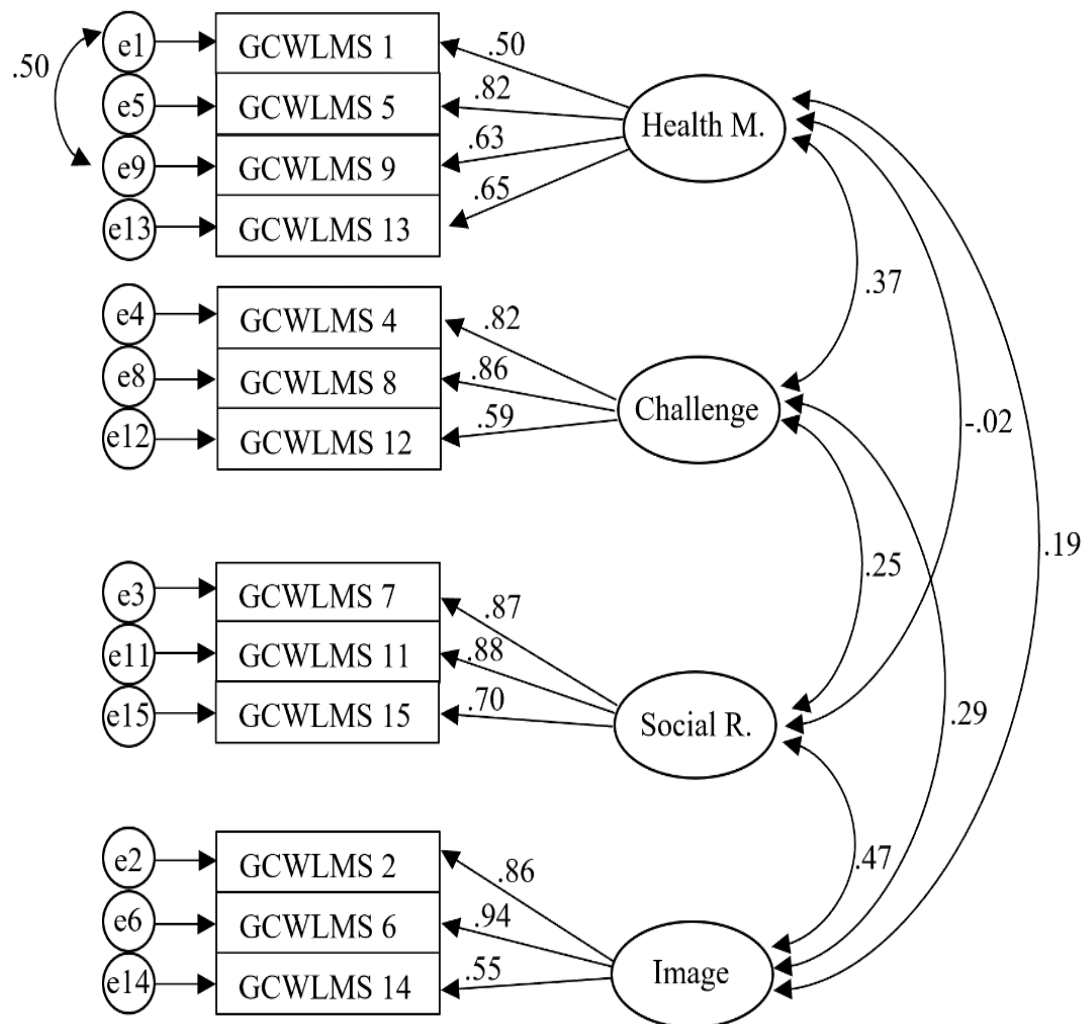 e1 GCWLMS 1 .50
.50
e5 GCWLMS 5 .82
Health M.
e9 GCWLMS 9 .63
e13 GCWLMS 13 .65
.37
e4 GCWLMS 4 .82
e8 GCWLMS 8 .86
Challenge
e12 GCWLMS 12 .59
-.02
.19
.25
e3 GCWLMS 7 .87
e11 GCWLMS 11 .88
e15 GCWLMS 15 .70
Social R.
.29
.47
e2 GCWLMS 2 .86
e6 GCWLMS 6 .94
e14 GCWLMS 14 .55
Image